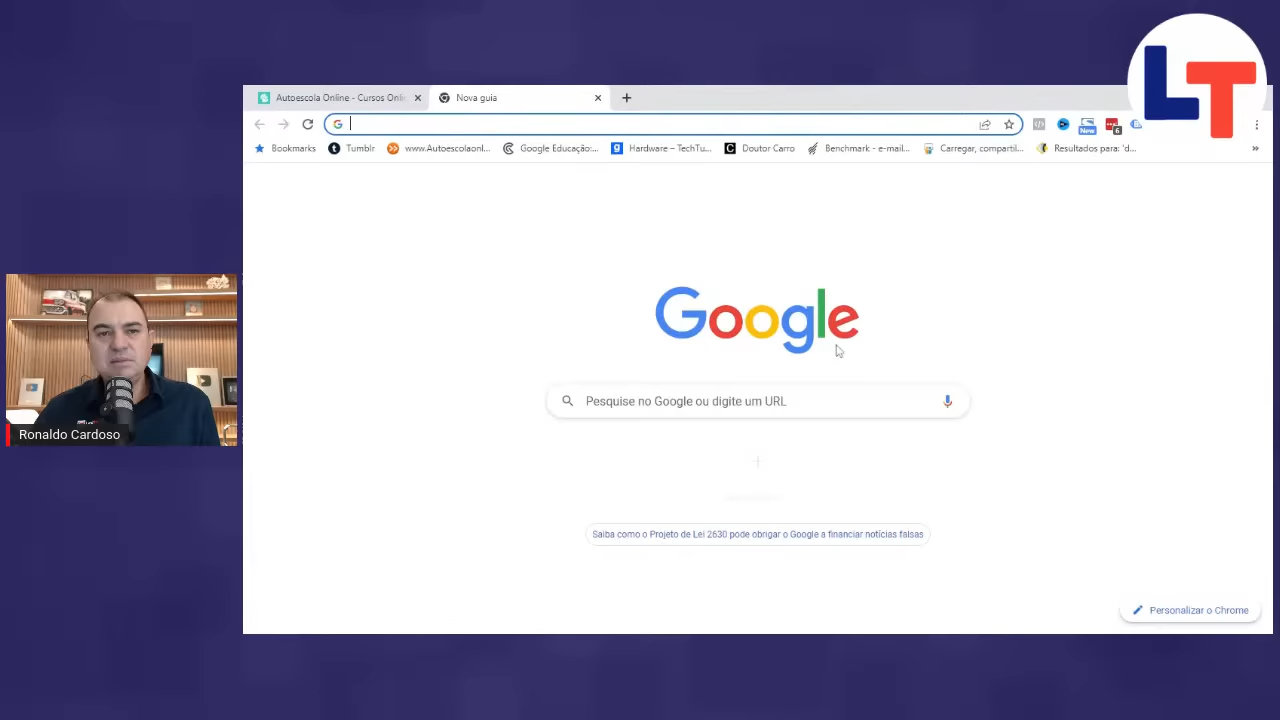 LT
Autoescola Online - Cursos Onli
Nova guia
New
6
Bookmarks
Tumblr
www.Autoescolaonl...
Google Educação:...
Hardware – TechTu...
Doutor Carro
Benchmark - e-mail...
Carregar, compartil...
Resultados para: 'd...
Google
Pesquise no Google ou digite um URL
Ronaldo Cardoso
Saiba como o Projeto de Lei 2630 pode obrigar o Google a financiar notícias falsas
Personalizar o Chrome